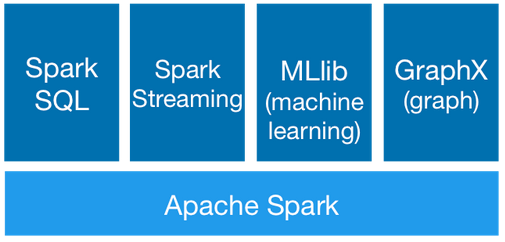 Spark
SQL
Spark
Streaming
MLlib
(machine
learning)
GraphX
(graph)
Apache Spark